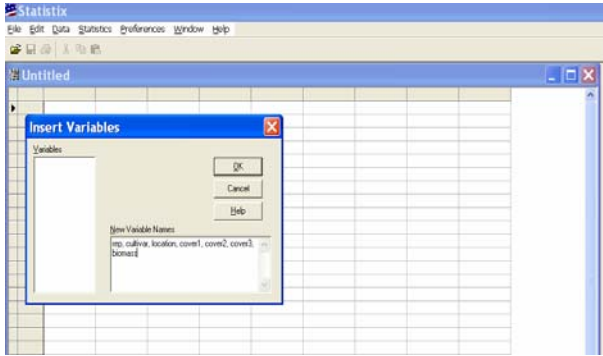 Statistix
File Edit Data Statistics Preferences Window Help
Untitled
Insert Variables
Variables
OK
Cancel
Help
New Variable Names
rep, cultivar, location, cover1, cover2, cover3,
biomass